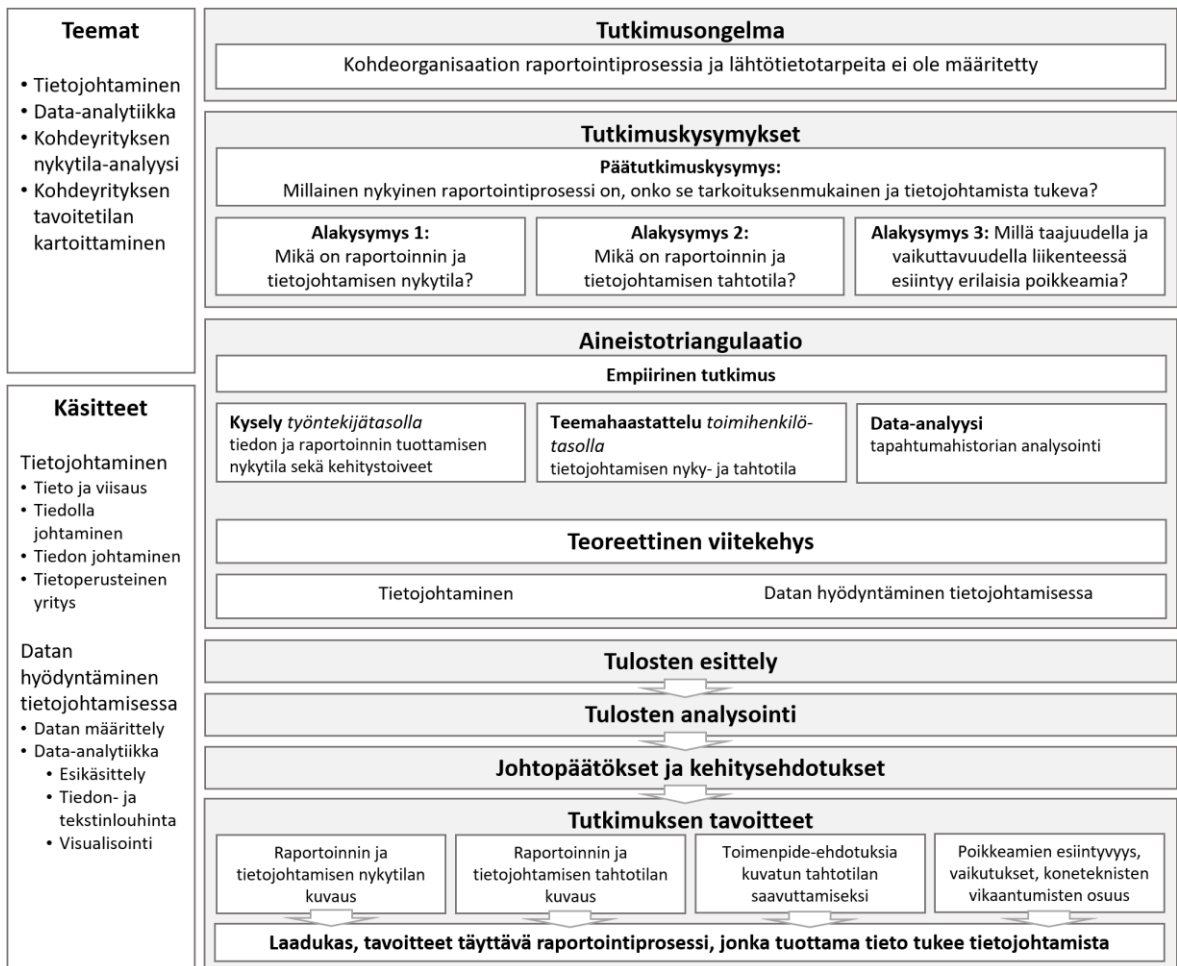 Teemat
• Tietojohtaminen
• Data-analytiikka
• Kohdeyrityksen
nykytila-analyysi
• Kohdeyrityksen
tavoitetilan
kartoittaminen
Käsitteet
Tietojohtaminen
• Tieto ja viisaus
• Tiedolla
johtaminen
• Tiedon johtaminen
• Tietoperusteinen
yritys
Datan
hyödyntäminen
tietojohtamisessa
• Datan määrittely
• Data-analytiikka
• Esikäsittely
• Tiedon- ja
tekstinlouhinta
• Visualisointi
Tutkimusongelma
Kohdeorganisaation raportointiprosessia ja lähtötietotarpeita ei ole määritetty
Tutkimuskysymykset
Päätutkimuskysymys:
Millainen nykyinen raportointiprosessi on, onko se tarkoituksenmukainen ja tietojohtamista tukeva?
Alakysymys 1:
Mikä on raportoinnin ja
tietojohtamisen nykytila?
Alakysymys 2:
Mikä on raportoinnin ja
tietojohtamisen tahtotila?
Alakysymys 3: Millä taajuudella ja
vaikuttavuudella liikenteessä
esiintyy erilaisia poikkeamia?
Aineistotriangulaatio
Empiirinen tutkimus
Kysely työntekijätasolla
tiedon ja raportoinnin tuottamisen
nykytila sekä kehitystoiveet
Teemahaastattelu toimihenkilö-
tasolla
tietojohtamisen nyky- ja tahtotila
Data-analyysi
tapahtumahistorian analysointi
Teoreettinen viitekehys
Tietojohtaminen
Datan hyödyntäminen tietojohtamisessa
Tulosten esittely
Tulosten analysointi
Johtopäätökset ja kehitysehdotukset
Tutkimuksen tavoitteet
Raportoinnin ja
tietojohtamisen nykytilan
kuvaus
Raportoinnin ja
tietojohtamisen tahtotilan
kuvaus
Toimenpide-ehdotuksia
kuvatun tahtotilan
saavuttamiseksi
Poikkeamien esiintyvyys,
vaikutukset, koneteknisten
vikaantumisten osuus
Laadukas, tavoitteet täyttävä raportointiprosessi, jonka tuottama tieto tukee tietojohtamista